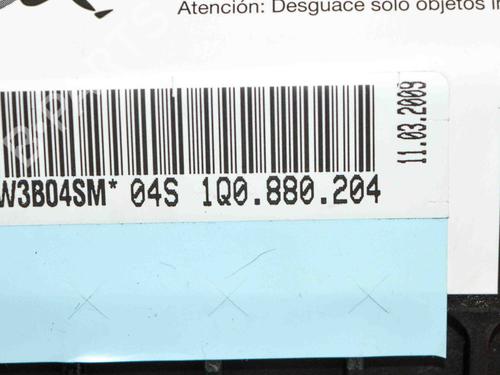 Atención: Desguace solo objetos
11.03.2009
W3B04SM* 04S 1Q0.880.204